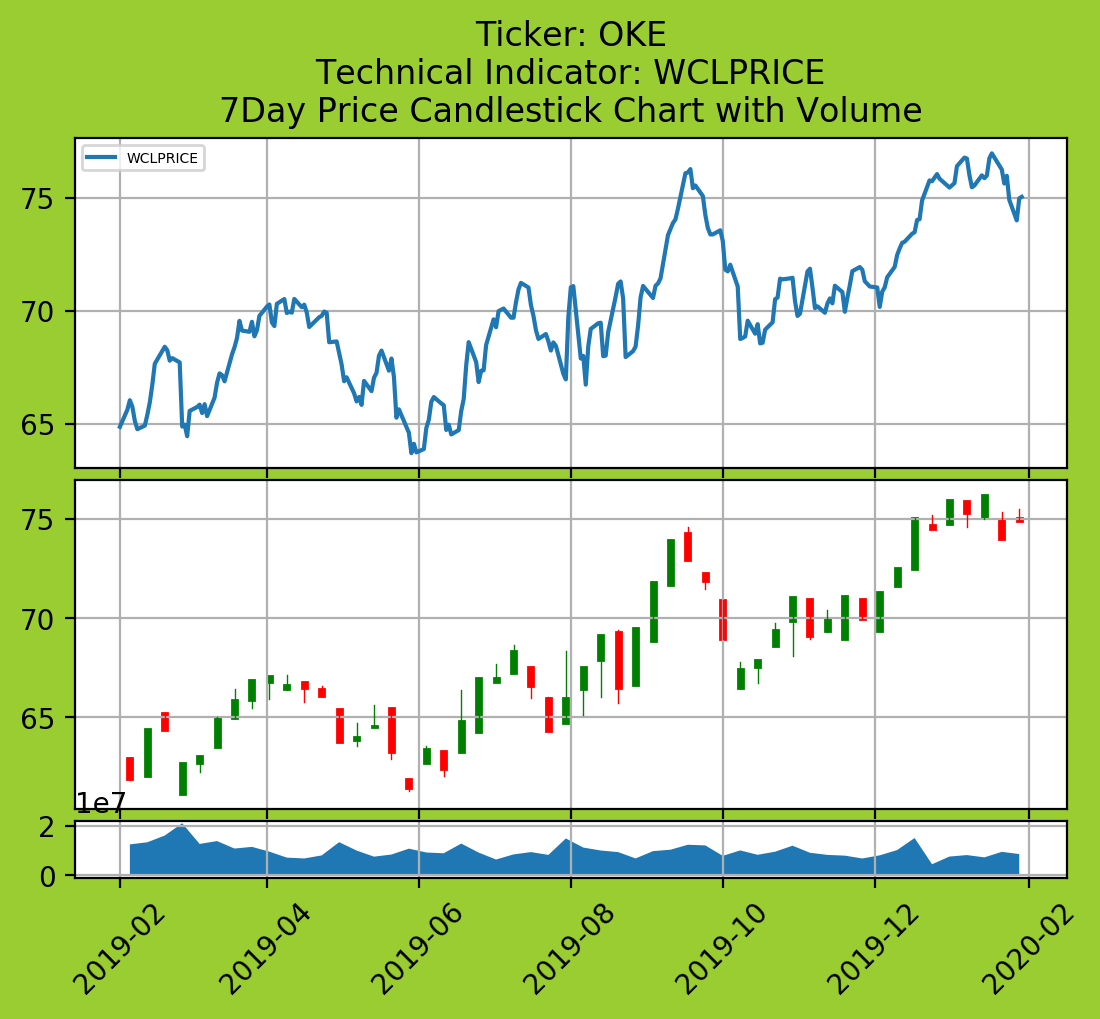 Ticker: OKE
Technical Indicator: WCLPRICE
7Day Price Candlestick Chart with Volume
WCLPRICE
75
70
65
75
70
65
1e7
2
0
2019-02 2019-04 2019-06 2019-08 2019-10 2019-12 2020-02